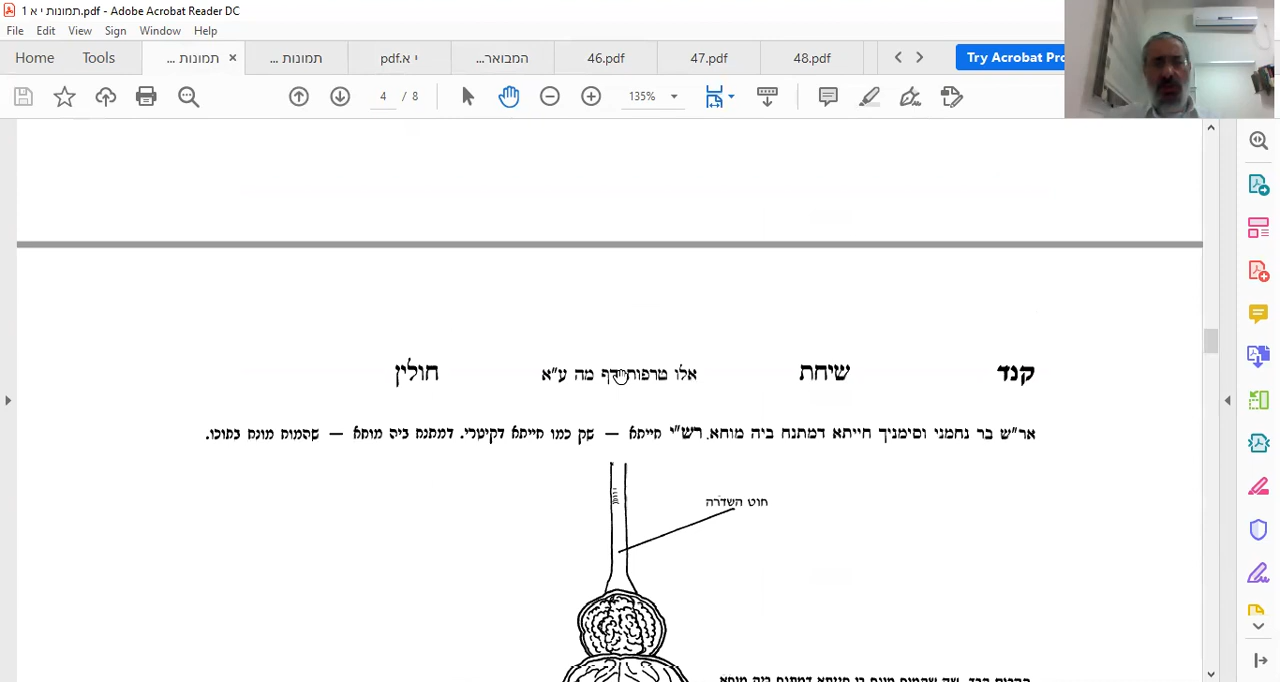 תמונות י א 1.pdf - Adobe Acrobat Reader DC
File Edit View Sign Window Help
Home Tools תמונות ... × תמונות ... י א.pdf המבואר... 46.pdf 47.pdf 48.pdf Try Acrobat Pro
4 / 8 135%
קנד שיחת אלו טרפות דף מה ע"א חולין
אר"ש בר נחמני וסימניך חייתא דמתנח ביה מוחא. רש"י חייתא — שק כמו חייתא דקיטרי. דמתנח ביה מוחא — שהמוח מונח בתוכו.
חוט השדרה